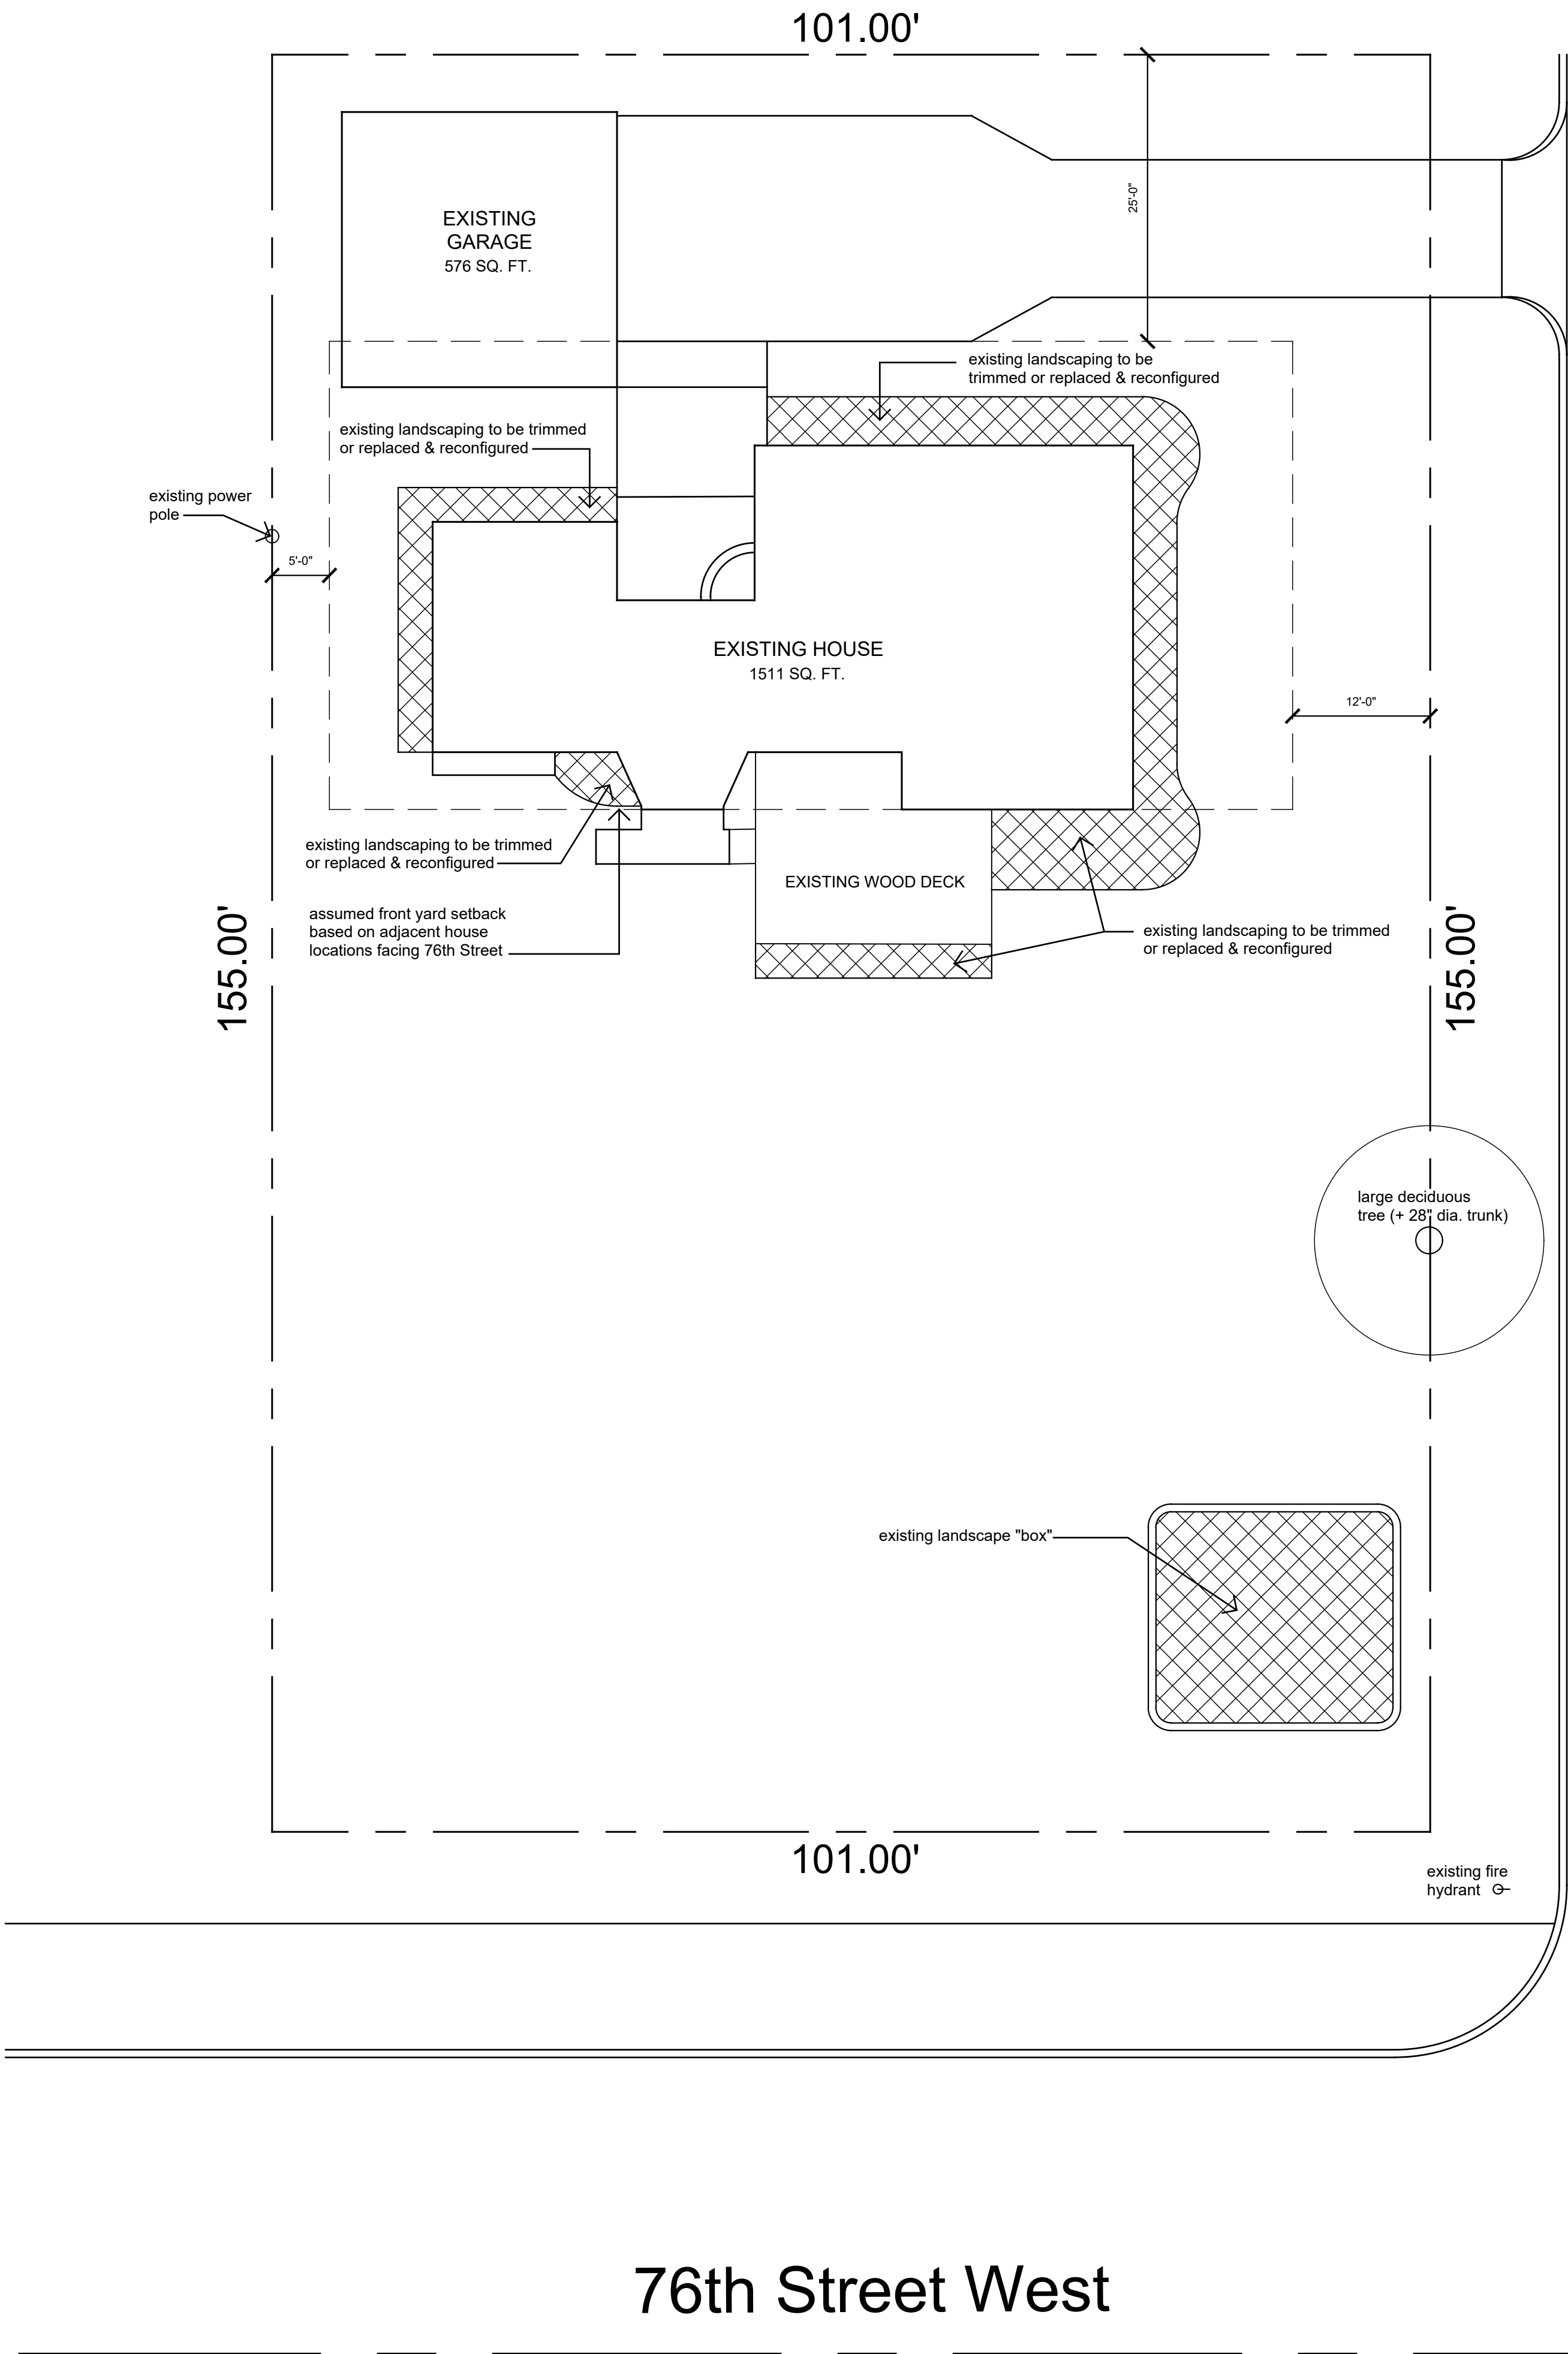 101.00'
25'-0"
EXISTING
GARAGE
576 SQ. FT.
existing landscaping to be
trimmed or replaced & reconfigured
existing landscaping to be trimmed
or replaced & reconfigured
existing power
pole
5'-0"
EXISTING HOUSE
1511 SQ. FT.
12'-0"
existing landscaping to be trimmed
or replaced & reconfigured
EXISTING WOOD DECK
assumed front yard setback
based on adjacent house
locations facing 76th Street
existing landscaping to be trimmed
or replaced & reconfigured
155.00'
155.00'
large deciduous
tree (+ 28" dia. trunk)
existing landscape "box"
101.00'
existing fire
hydrant
76th Street West